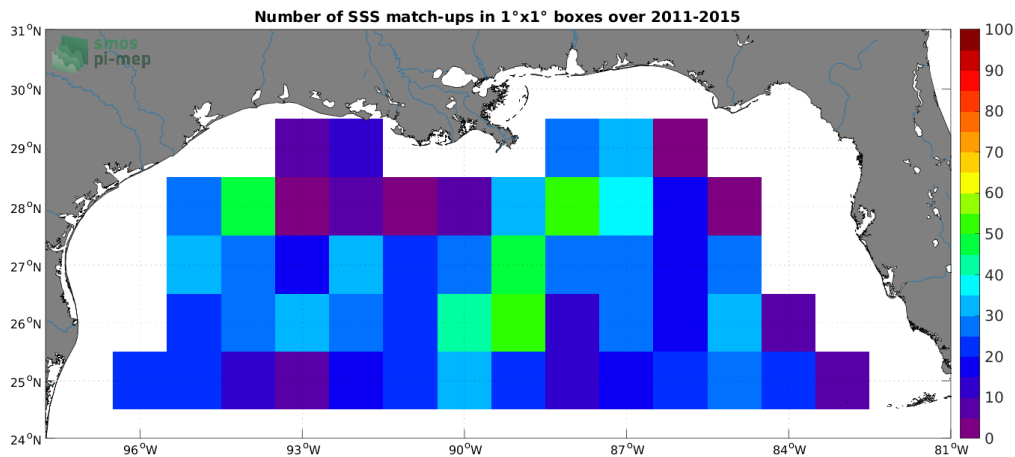 Number of SSS match-ups in 1°x1° boxes over 2011-2015
smos
pi-mep
31°N
30°N
29°N
28°N
27°N
26°N
25°N
24°N
96°W
93°W
90°W
87°W
84°W
81°W
100
90
80
70
60
50
40
30
20
10
0